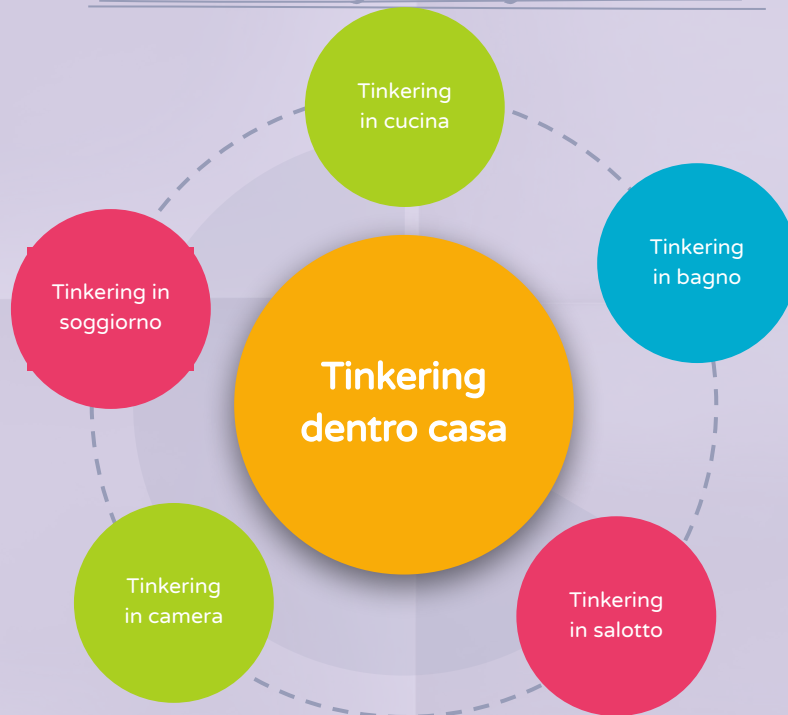 Tinkering
in cucina
Tinkering
in bagno
Tinkering in
soggiorno
Tinkering
dentro casa
Tinkering
in camera
Tinkering
in salotto